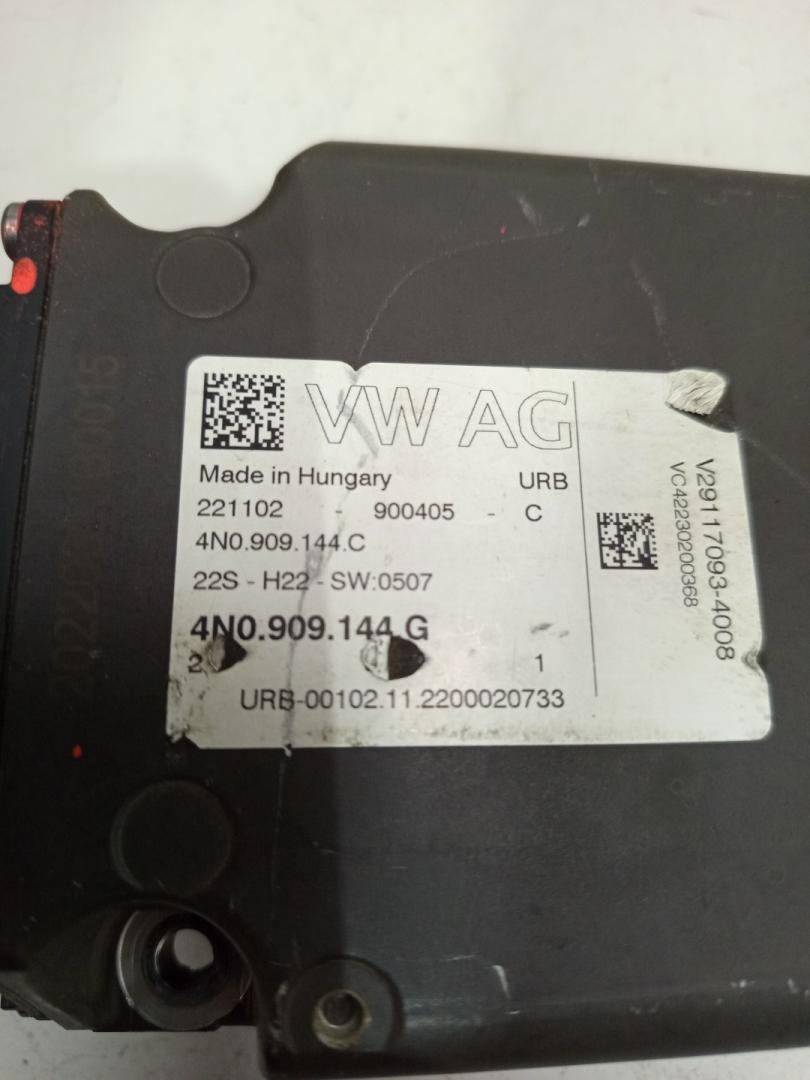 VW AG
Made in Hungary URB
221102 - 900405 - C
4N0.909.144.C
22S - H22 - SW:0507
4N0.909.144.G
2 1
URB-00102.11.2200020733
V29117093-4008
VC42230200368